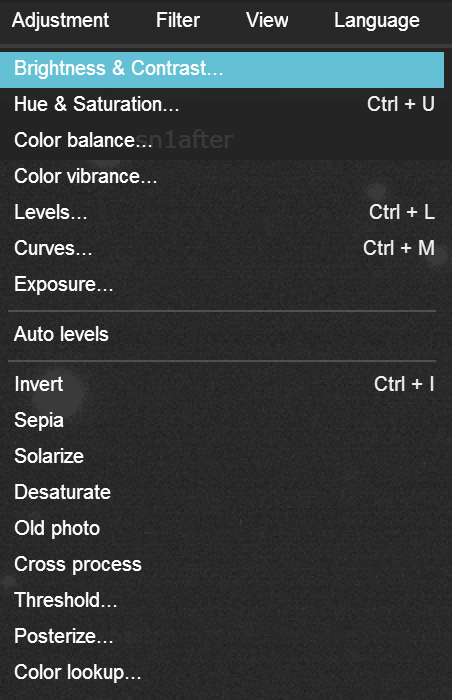 Adjustment Filter View Language
Brightness & Contrast...
Hue & Saturation... Ctrl + U
Color balance... sn1after
Color vibrance...
Levels... Ctrl + L
Curves... Ctrl + M
Exposure...
Auto levels
Invert Ctrl + I
Sepia
Solarize
Desaturate
Old photo
Cross process
Threshold...
Posterize...
Color lookup...